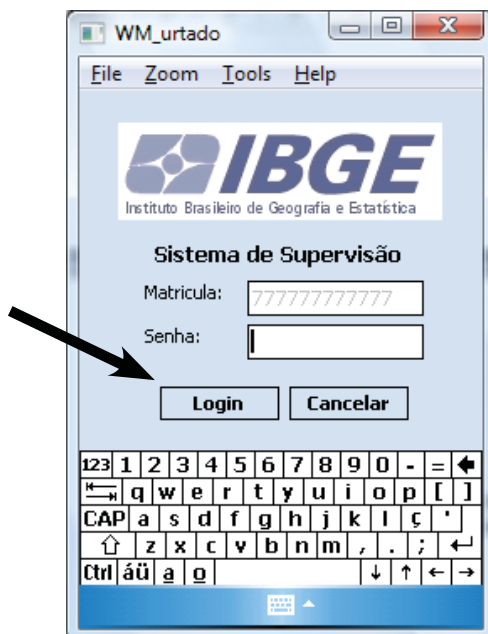 WM_urtado
File Zoom Tools Help
IBGE
Instituto Brasileiro de Geografia e Estatística
Sistema de Supervisão
Matricula: 777777777777
Senha:
Login Cancelar
123 1 2 3 4 5 6 7 8 9 0 - =
q w e r t y u i o p [ ]
CAP a s d f g h j k l ç '
z x c v b n m , . ;
Ctrl áü a o